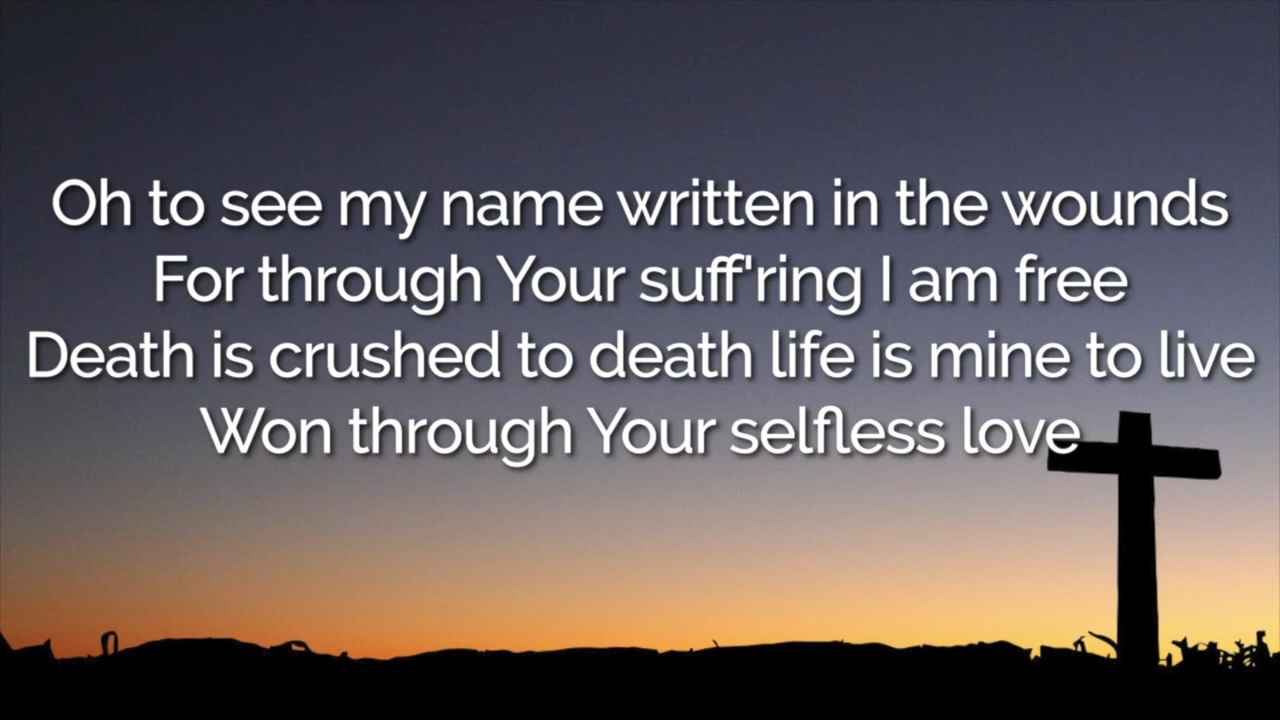 Oh to see my name written in the wounds
For through Your suff'ring I am free
Death is crushed to death life is mine to live
Won through Your selfless love